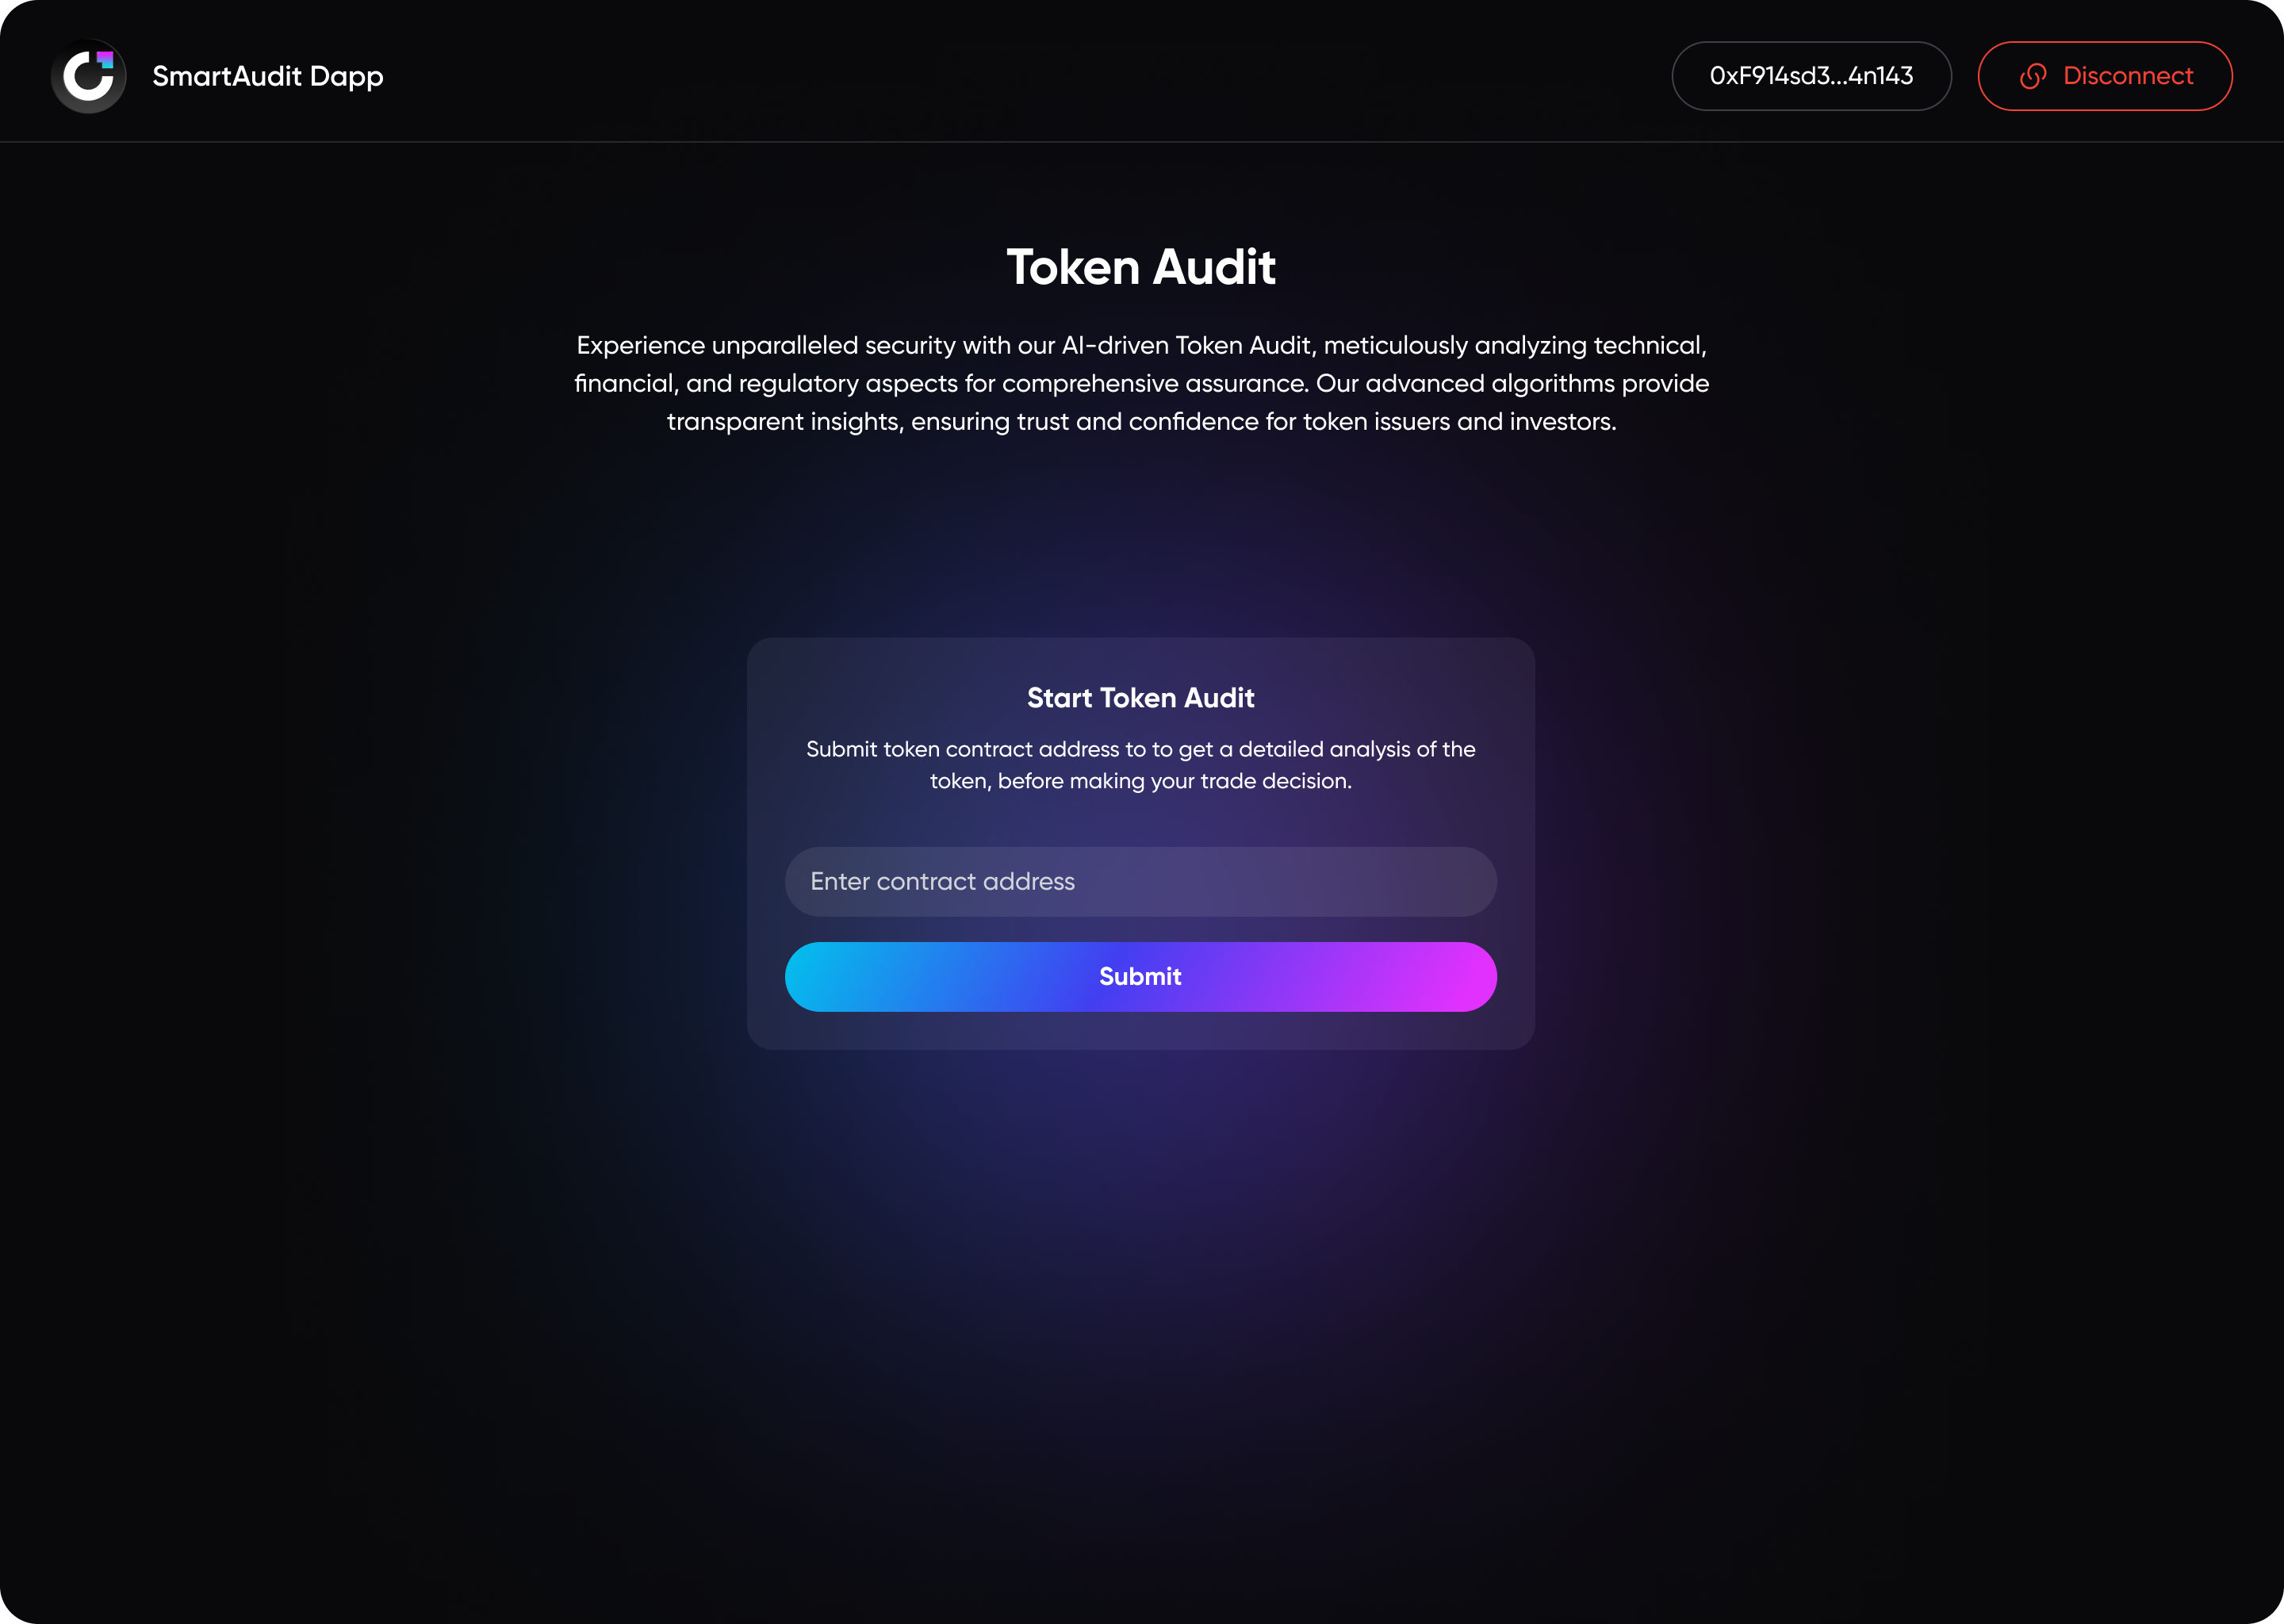 SmartAudit Dapp
0xF914sd3...4n143
Disconnect
Token Audit
Experience unparalleled security with our AI-driven Token Audit, meticulously analyzing technical,
financial, and regulatory aspects for comprehensive assurance. Our advanced algorithms provide
transparent insights, ensuring trust and confidence for token issuers and investors.
Start Token Audit
Submit token contract address to to get a detailed analysis of the
token, before making your trade decision.
Enter contract address
Submit